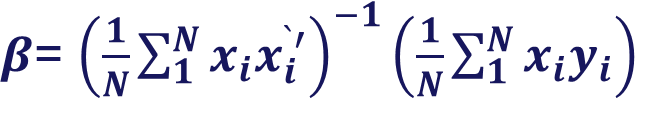 β= (1/N ∑₁ᴺ xᵢxᵢ`′)⁻¹ (1/N ∑₁ᴺ xᵢyᵢ)